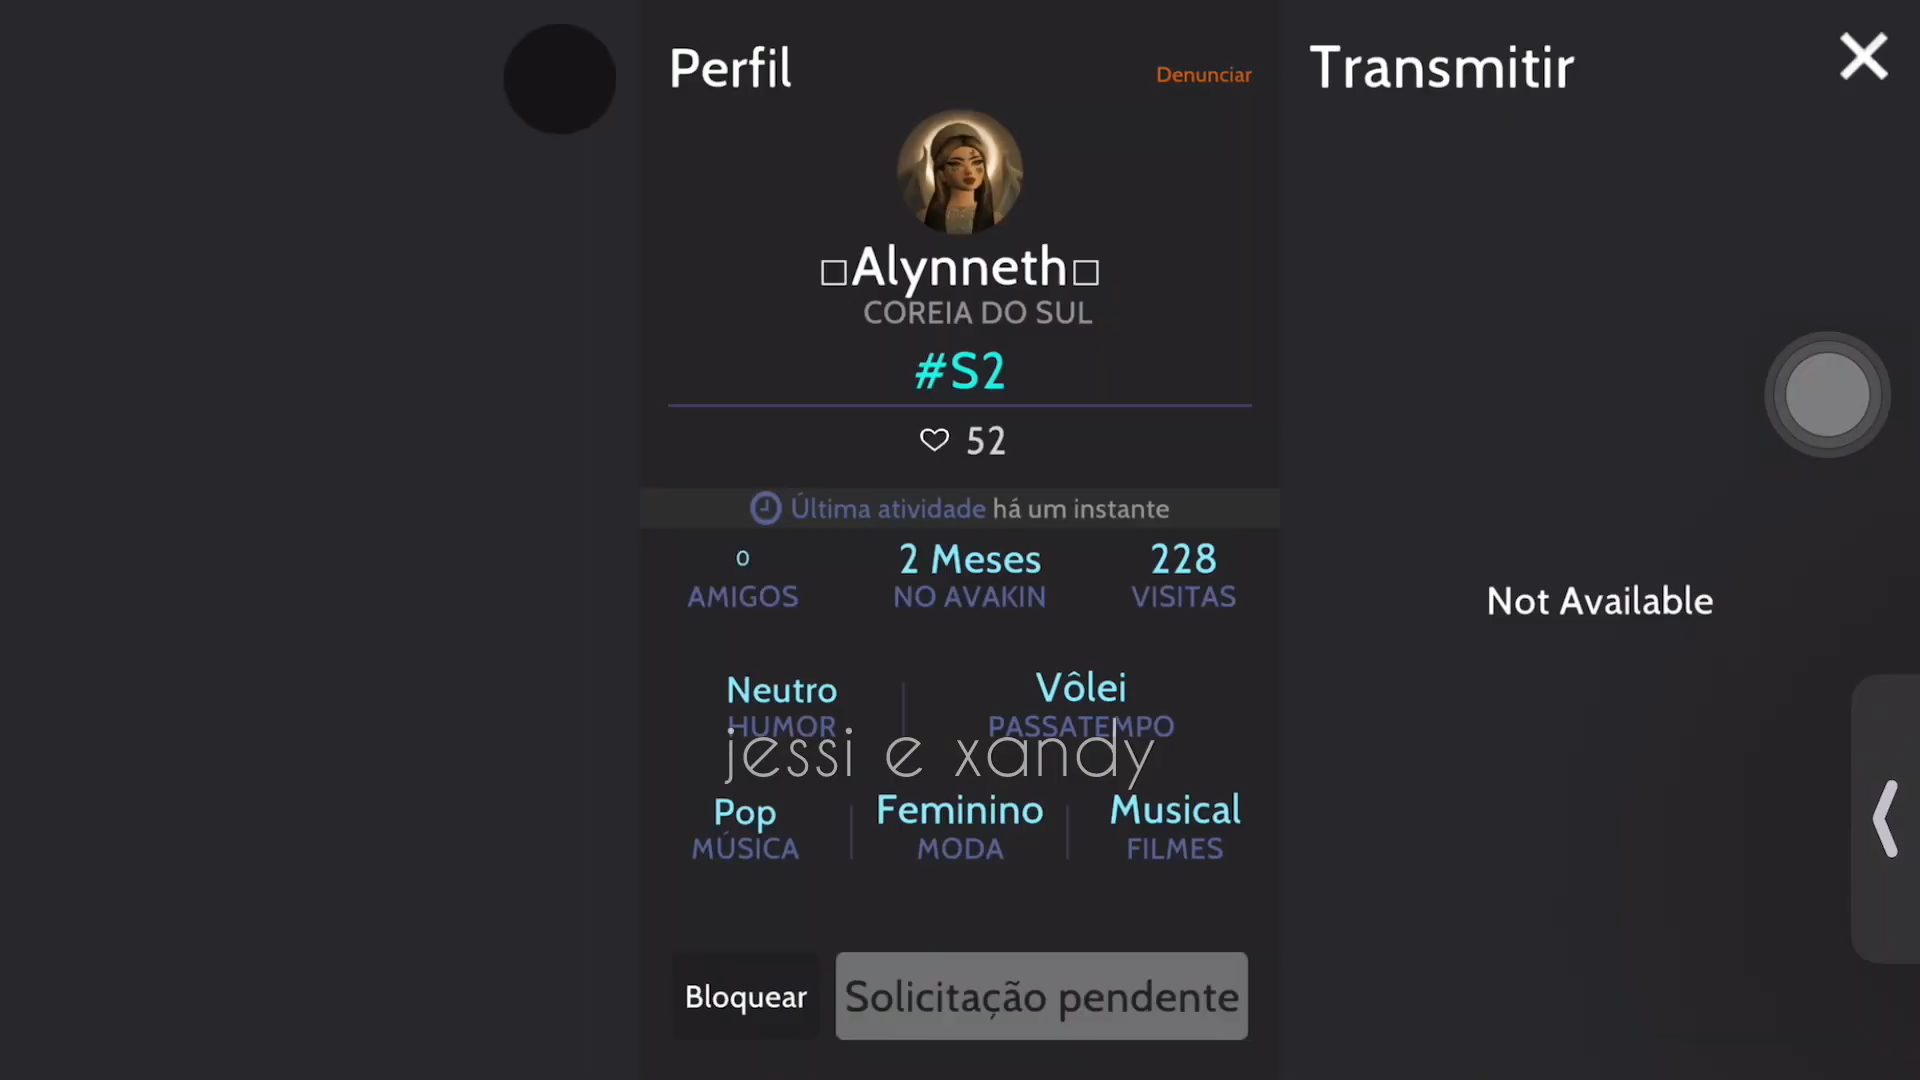 Perfil
Denunciar
Transmitir
□Alynneth□
COREIA DO SUL
#S2
52
Última atividade há um instante
0
AMIGOS
2 Meses
NO AVAKIN
228
VISITAS
Not Available
Neutro
HUMOR
Vôlei
PASSATEMPO
jessi e xandy
Pop
MÚSICA
Feminino
MODA
Musical
FILMES
Bloquear
Solicitação pendente